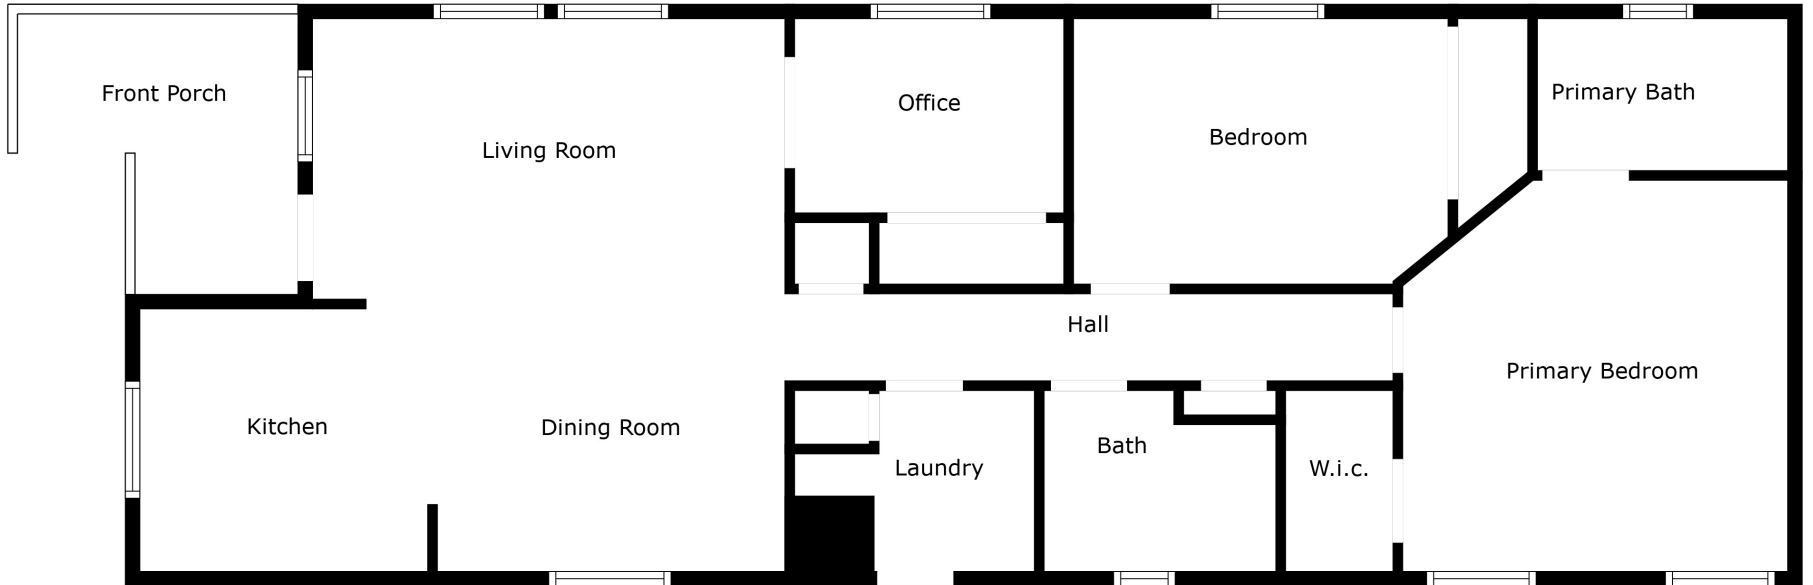 Front Porch
Living Room
Office
Bedroom
Primary Bath
Hall
Primary Bedroom
Kitchen
Dining Room
Laundry
Bath
W.i.c.